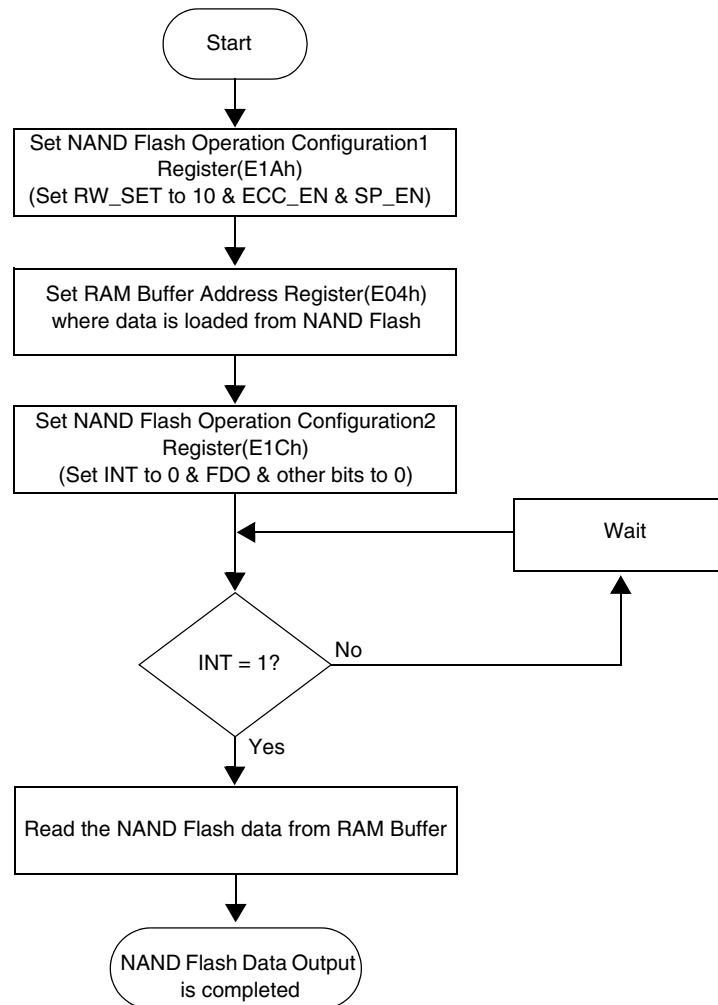 Start
Set NAND Flash Operation Configuration1
Register(E1Ah)
(Set RW_SET to 10 & ECC_EN & SP_EN)
Set RAM Buffer Address Register(E04h)
where data is loaded from NAND Flash
Set NAND Flash Operation Configuration2
Register(E1Ch)
(Set INT to 0 & FDO & other bits to 0)
Wait
INT = 1?
No
Yes
Read the NAND Flash data from RAM Buffer
NAND Flash Data Output
is completed